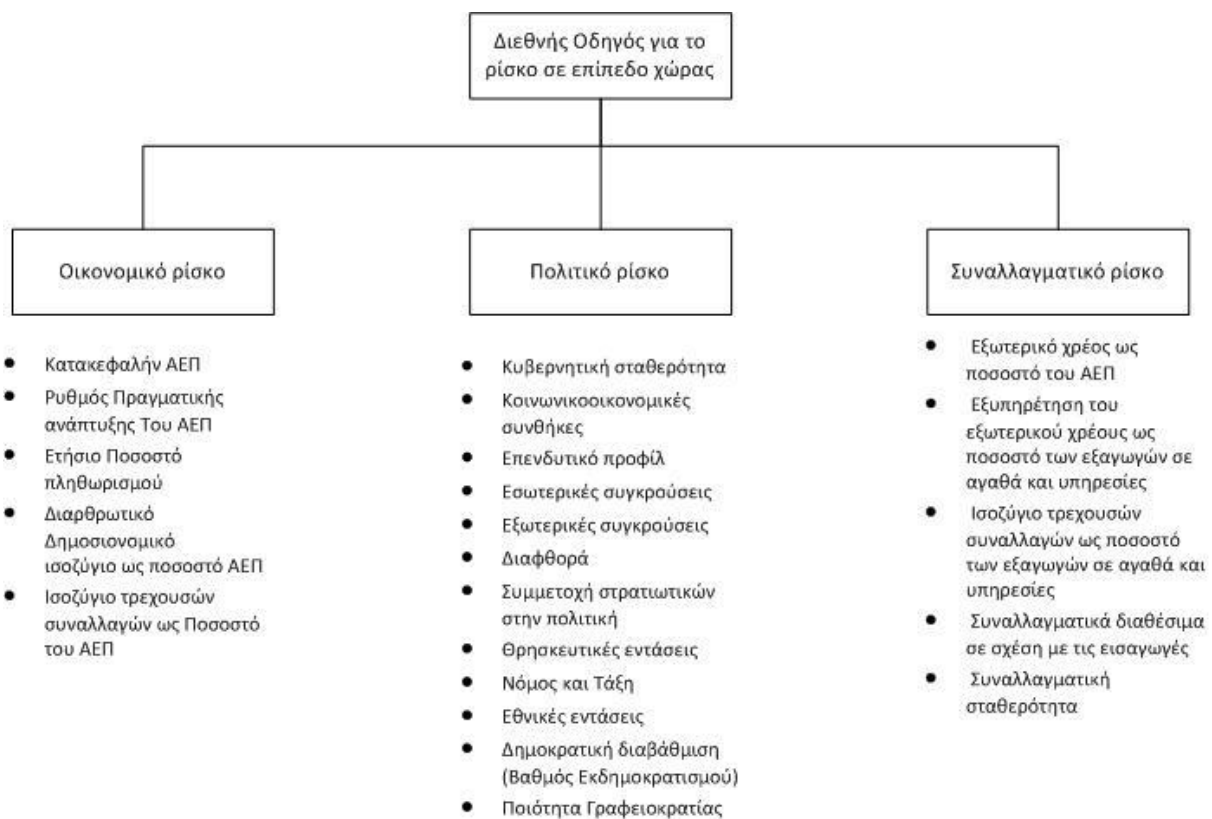 Διεθνής Οδηγός για το
ρίσκο σε επίπεδο χώρας
Οικονομικό ρίσκο
● Κατακεφαλήν ΑΕΠ
● Ρυθμός Πραγματικής
ανάπτυξης Του ΑΕΠ
● Ετήσιο Ποσοστό
πληθωρισμού
● Διαρθρωτικό
Δημοσιονομικό
ισοζύγιο ως ποσοστό ΑΕΠ
● Ισοζύγιο τρεχουσών
συναλλαγών ως Ποσοστό
του ΑΕΠ
Πολιτικό ρίσκο
● Κυβερνητική σταθερότητα
● Κοινωνικοοικονομικές
συνθήκες
● Επενδυτικό προφίλ
● Εσωτερικές συγκρούσεις
● Εξωτερικές συγκρούσεις
● Διαφθορά
● Συμμετοχή στρατιωτικών
στην πολιτική
● Θρησκευτικές εντάσεις
● Νόμος και Τάξη
● Εθνικές εντάσεις
● Δημοκρατική διαβάθμιση
(Βαθμός Εκδημοκρατισμού)
● Ποιότητα Γραφειοκρατίας
Συναλλαγματικό ρίσκο
● Εξωτερικό χρέος ως
ποσοστό του ΑΕΠ
● Εξυπηρέτηση του
εξωτερικού χρέους ως
ποσοστό των εξαγωγών σε
αγαθά και υπηρεσίες
● Ισοζύγιο τρεχουσών
συναλλαγών ως ποσοστό
των εξαγωγών σε αγαθά και
υπηρεσίες
● Συναλλαγματικά διαθέσιμα
σε σχέση με τις εισαγωγές
● Συναλλαγματική
σταθερότητα